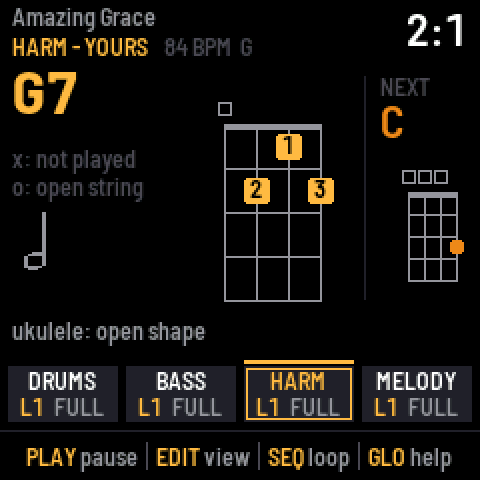 Amazing Grace
HARM - YOURS 84 BPM G
2:1
G7
NEXT
C
x: not played
o: open string
1
2 3
ukulele: open shape
DRUMS BASS HARM MELODY
L1 FULL L1 FULL L1 FULL L1 FULL
PLAY pause EDIT view SEQ loop GLO help